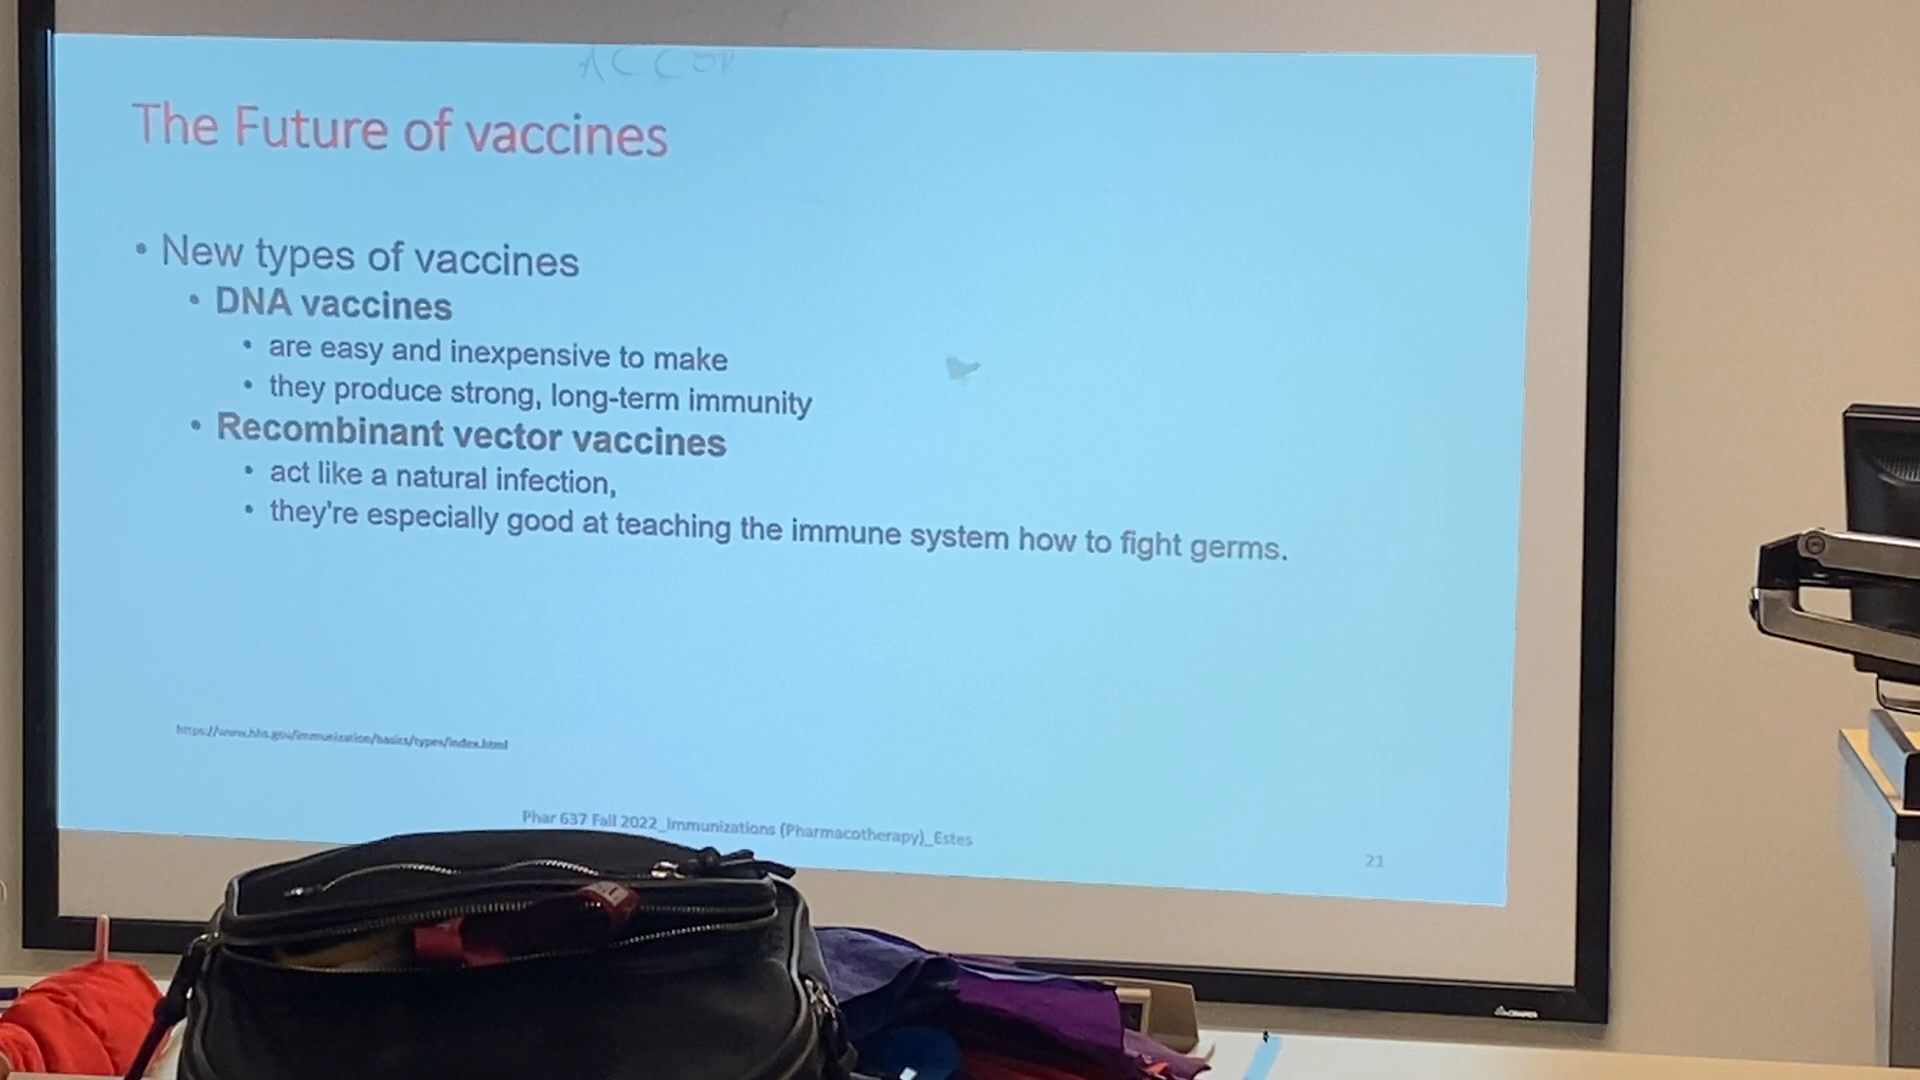 ACCOR
The Future of vaccines
• New types of vaccines
• DNA vaccines
• are easy and inexpensive to make
• they produce strong, long-term immunity
• Recombinant vector vaccines
• act like a natural infection,
• they're especially good at teaching the immune system how to fight germs.
https://www.hhs.gov/immunization/basics/types/index.html
Phar 637 Fall 2022_Immunizations (Pharmacotherapy)_Estes
21
DRAPER